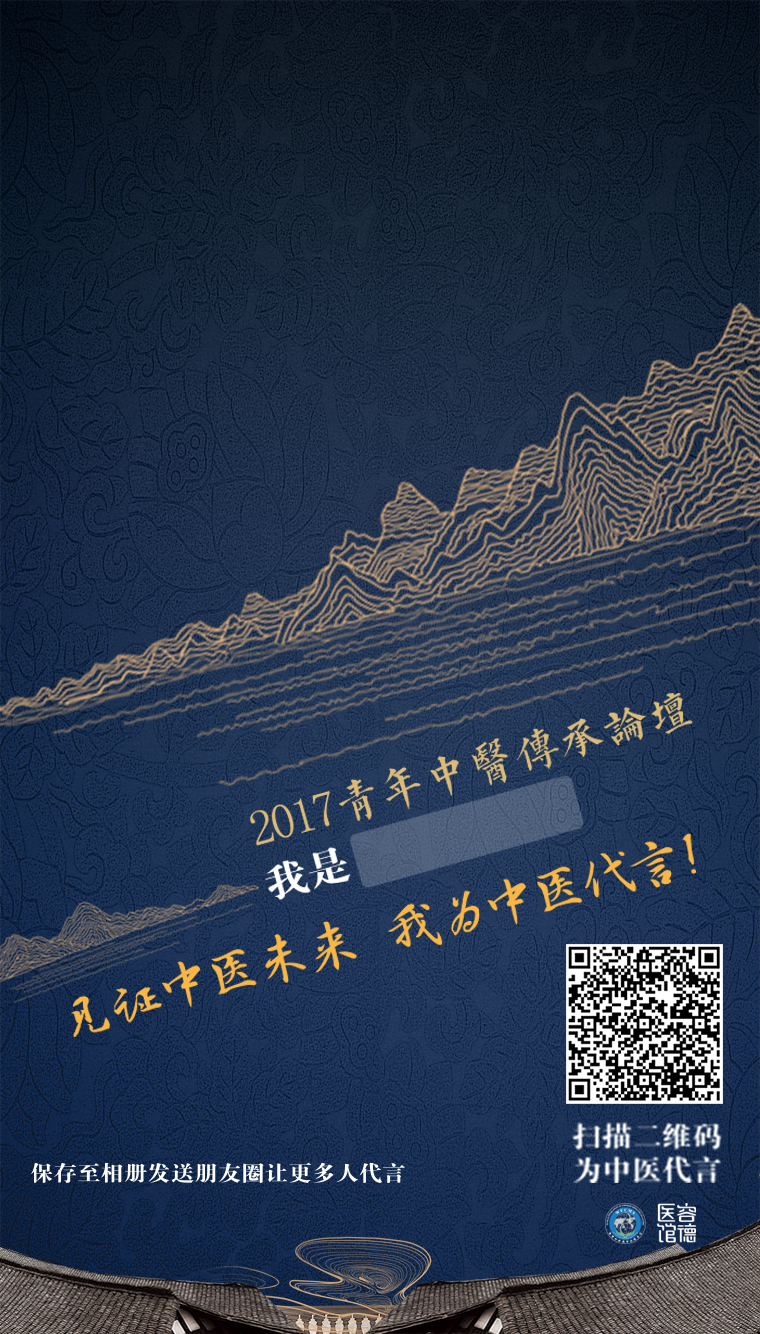 2017青年中醫傳承論壇
我是
见证中医未来 我为中医代言！
扫描二维码
为中医代言
保存至相册发送朋友圈让更多人代言
医容
馆德